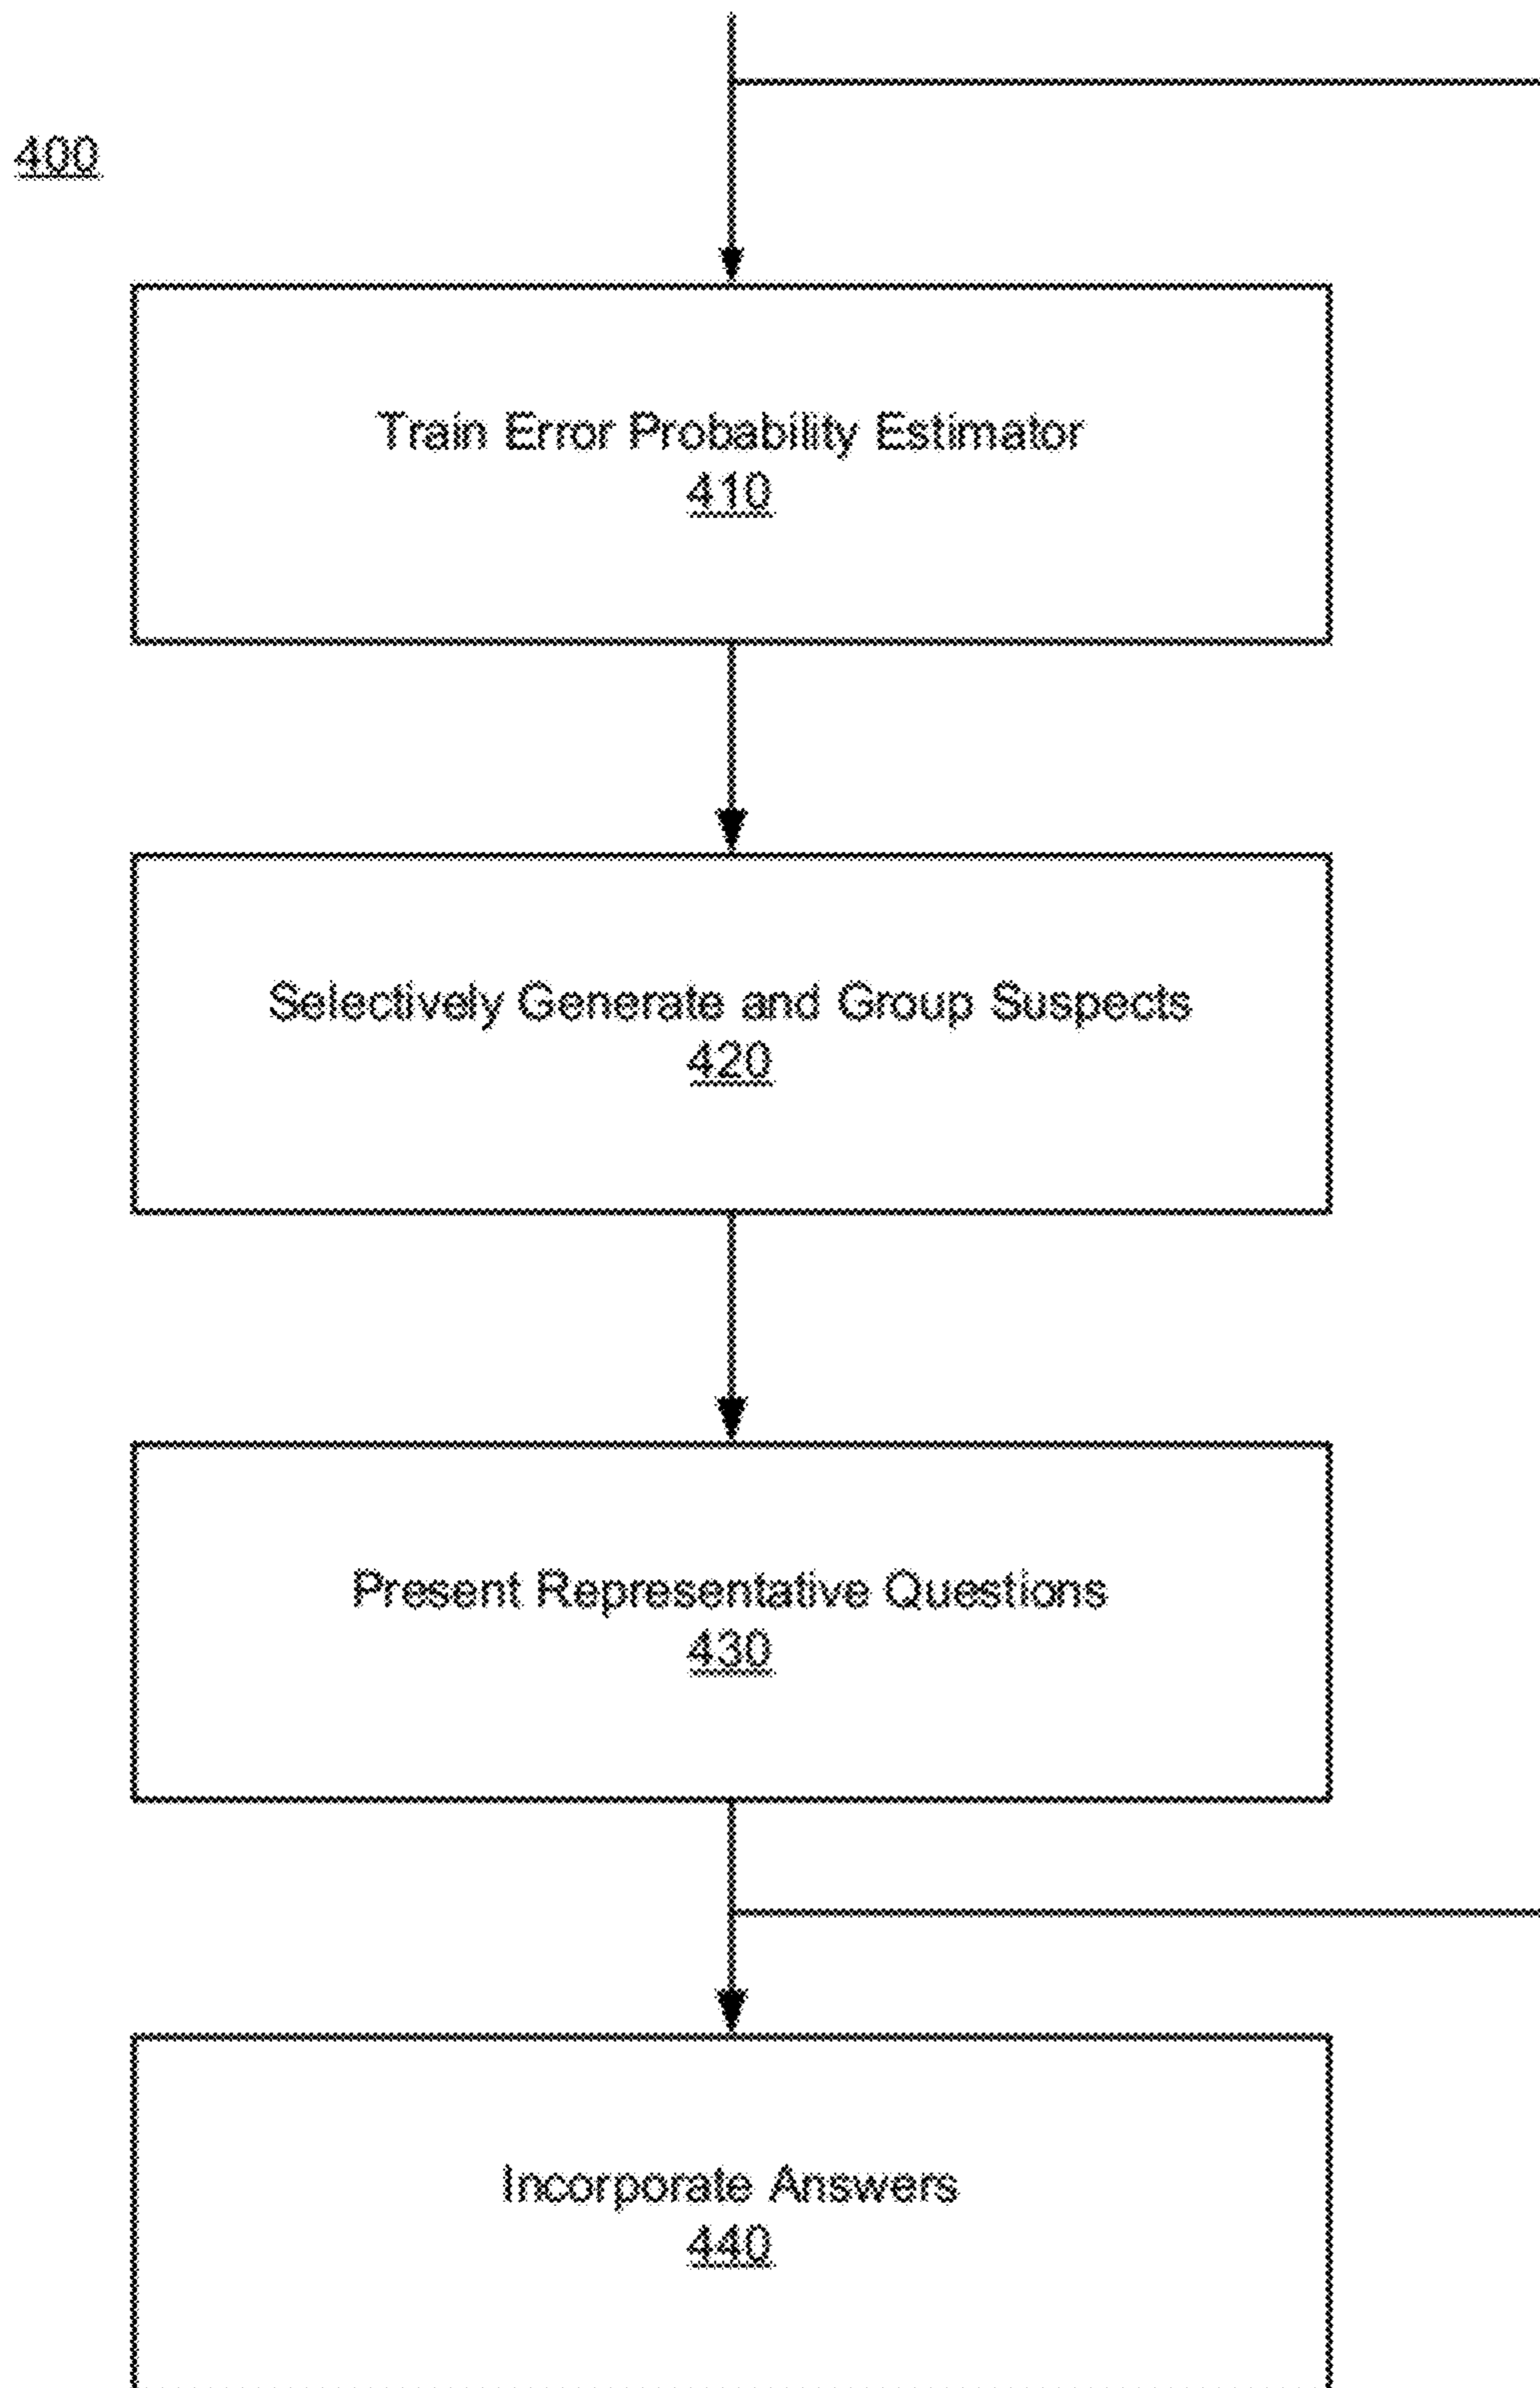 400
Train Error Probability Estimator
410
Selectively Generate and Group Suspects
420
Present Representative Questions
430
Incorporate Answers
440